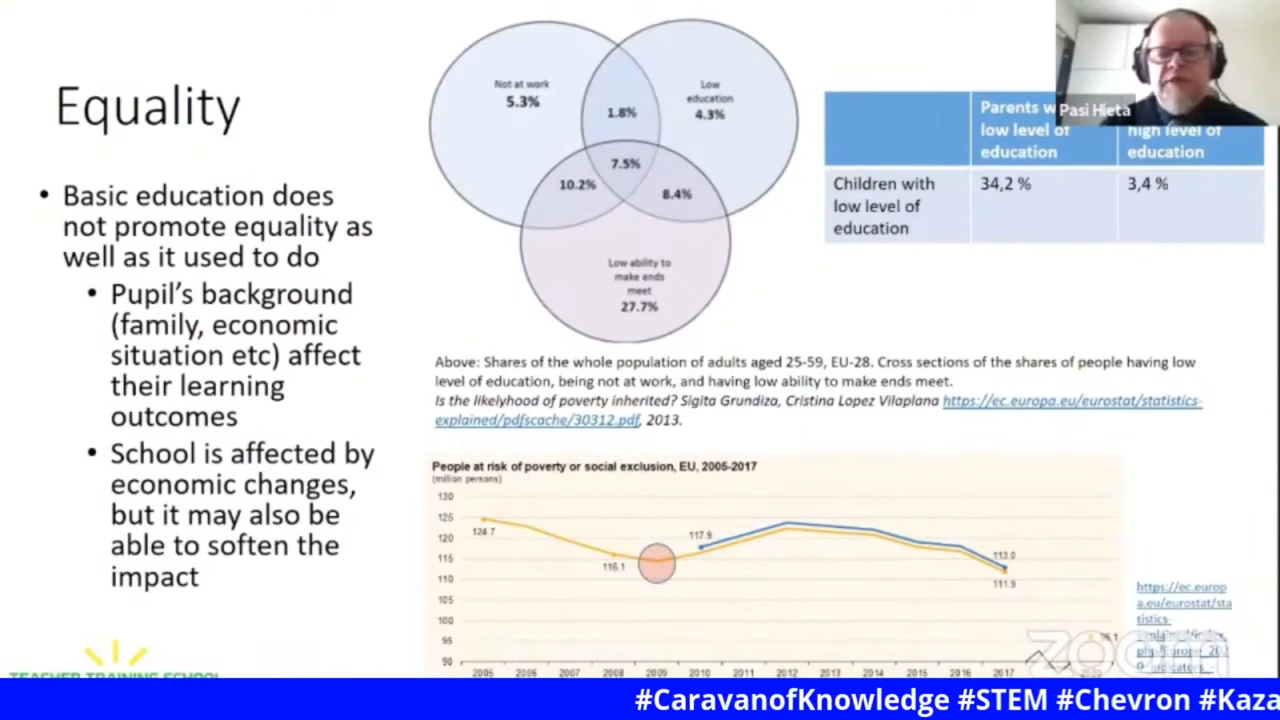 Equality
• Basic education does
not promote equality as
well as it used to do
• Pupil's background
(family, economic
situation etc) affect
their learning
outcomes
• School is affected by
economic changes,
but it may also be
able to soften the
impact
Not at work
5.3%
Low
education
4.3%
1.8%
7.5%
10.2%
8.4%
Low ability to
make ends
meet
27.7%
Pasi Hieta
Parents
low level of
education
high level of
education
Children with
low level of
education
34,2 %
3,4 %
Above: Shares of the whole population of adults aged 25-59, EU-28. Cross sections of the shares of people having low
level of education, being not at work, and having low ability to make ends meet.
Is the likelyhood of poverty inherited? Sigita Grundiza, Cristina Lopez Vilaplana https://ec.europa.eu/eurostat/statistics-
explained/pdfscache/30312.pdf, 2013.
People at risk of poverty or social exclusion, EU, 2005-2017
(million persons)
130
125
120
115
110
105
100
95
90
124.7
116.1
117.9
113.0
111.9
2005 2006 2007 2008 2009 2010 2011 2012 2013 2014 2015 2016 2017
https://ec.europ
a.eu/eurostat/sta
tistics-
explained/index.
php/Europe_202
0_indicators_-
zoom
TEACHER TRAINING SCHOOL
#CaravanofKnowledge #STEM #Chevron #Kaza